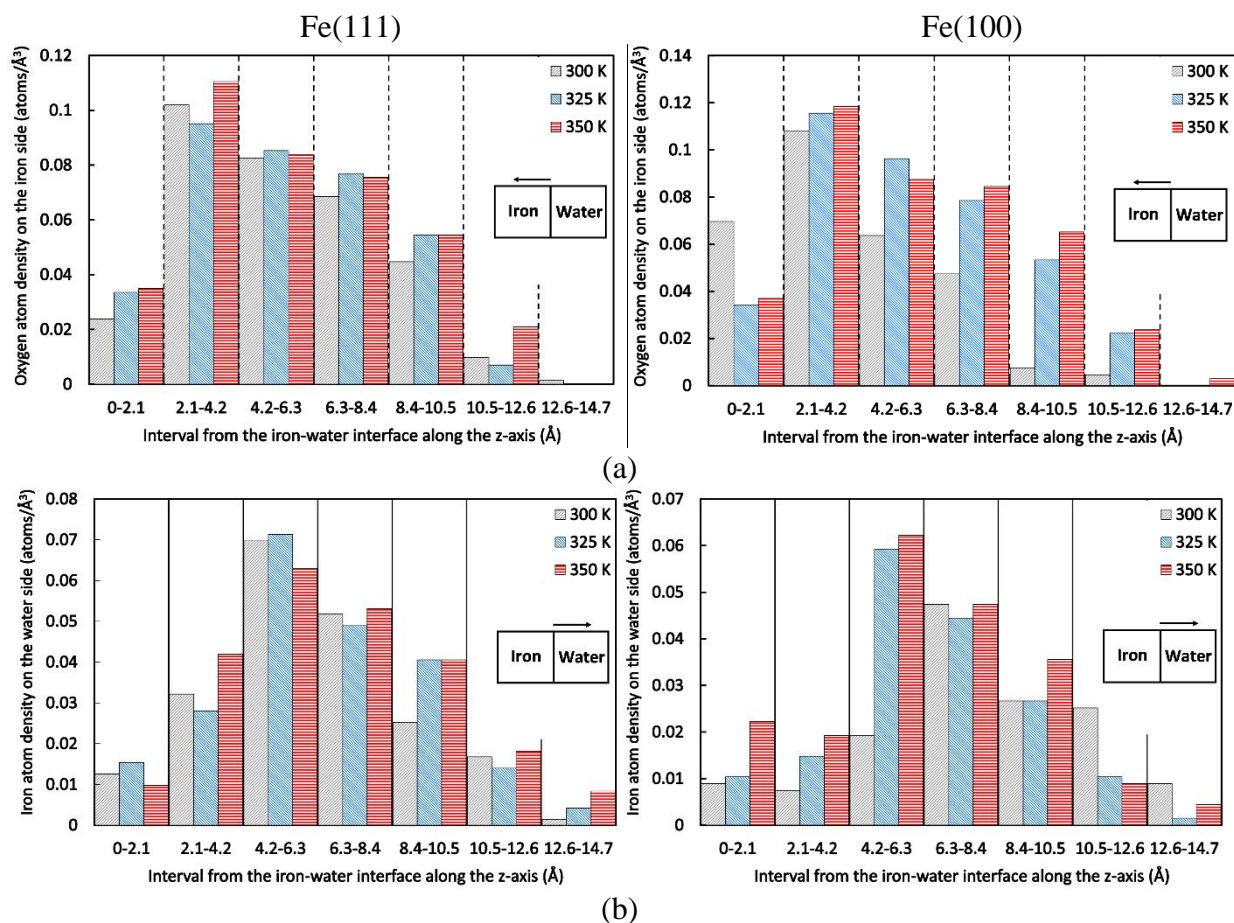 Fe(111)
Fe(100)
Oxygen atom density on the iron side (atoms/Å³)
0.12
0.1
0.08
0.06
0.04
0.02
0
300 K
325 K
350 K
Iron Water
0-2.1 2.1-4.2 4.2-6.3 6.3-8.4 8.4-10.5 10.5-12.6 12.6-14.7
Interval from the iron-water interface along the z-axis (Å)
Oxygen atom density on the iron side (atoms/Å³)
0.14
0.12
0.1
0.08
0.06
0.04
0.02
0
300 K
325 K
350 K
Iron Water
0-2.1 2.1-4.2 4.2-6.3 6.3-8.4 8.4-10.5 10.5-12.6 12.6-14.7
Interval from the iron-water interface along the z-axis (Å)
(a)
Iron atom density on the water side (atoms/Å³)
0.08
0.07
0.06
0.05
0.04
0.03
0.02
0.01
0
300 K
325 K
350 K
Iron Water
0-2.1 2.1-4.2 4.2-6.3 6.3-8.4 8.4-10.5 10.5-12.6 12.6-14.7
Interval from the iron-water interface along the z-axis (Å)
Iron atom density on the water side (atoms/Å³)
0.07
0.06
0.05
0.04
0.03
0.02
0.01
0
300 K
325 K
350 K
Iron Water
0-2.1 2.1-4.2 4.2-6.3 6.3-8.4 8.4-10.5 10.5-12.6 12.6-14.7
Interval from the iron-water interface along the z-axis (Å)
(b)